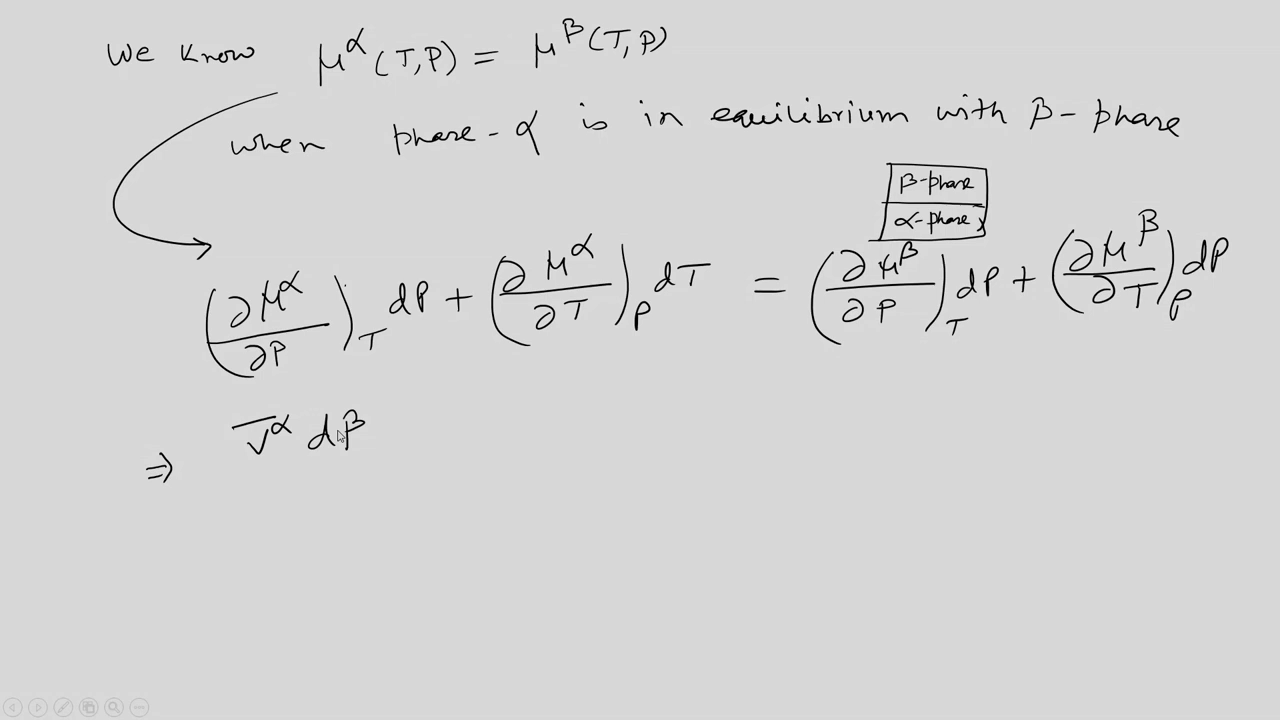 We know μ^α (T,P) = μ^β (T,P)
when phase-α is in equilibrium with β-phase
β-phase
α-phase
(∂μ^α/∂P)_T dP + (∂μ^α/∂T)_P dT = (∂μ^β/∂P)_T dP + (∂μ^β/∂T)_P dP
⇒ V̅^α dβ